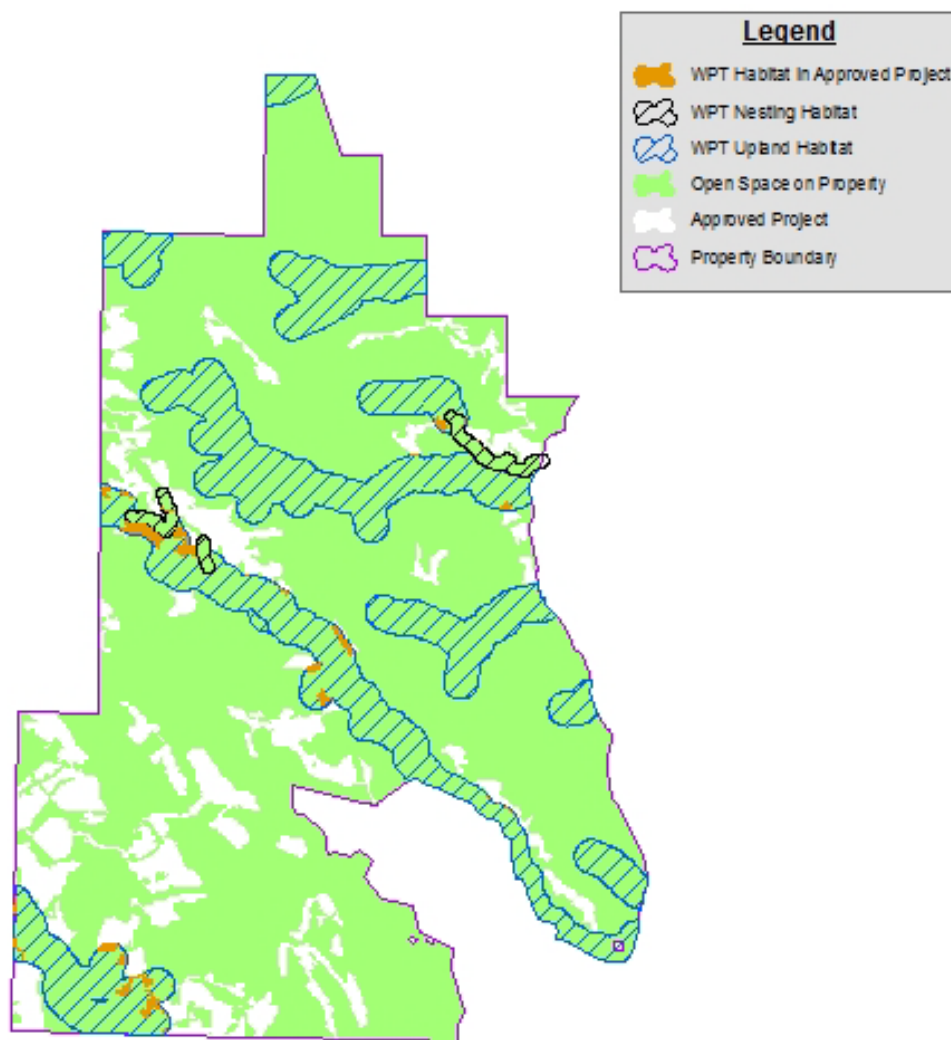 Legend
WPT Habitat in Approved Project
WPT Nesting Habitat
WPT Upland Habitat
Open Space on Property
Approved Project
Property Boundary